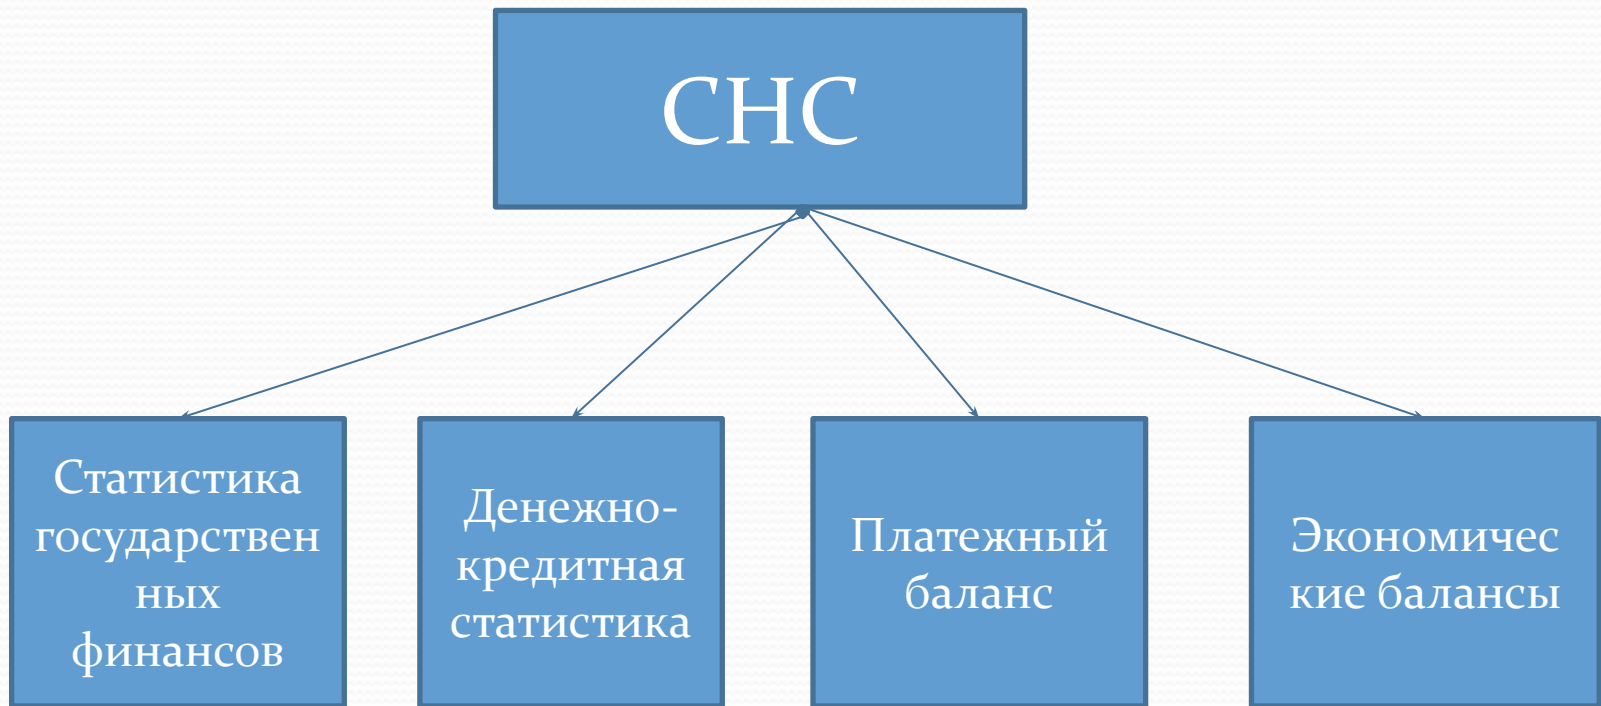 СНС
Статистика
государствен
ных
финансов
Денежно-
кредитная
статистика
Платежный
баланс
Экономичес
кие балансы